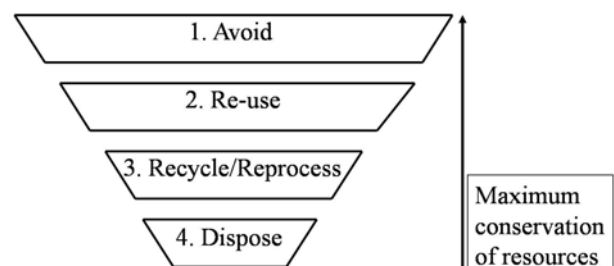 1. Avoid
2. Re-use
3. Recycle/Reprocess
4. Dispose
Maximum
conservation
of resources